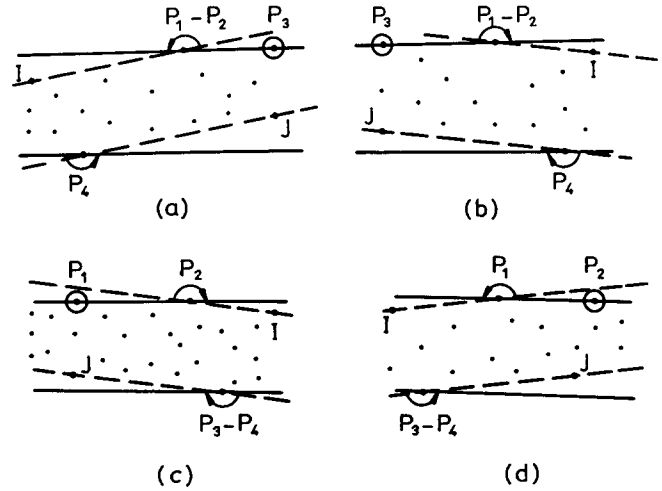 P₁-P₂ P₃
I
J
P₄
(a)
P₃ P₁-P₂
I
J
P₄
(b)
P₁ P₂
I
J
P₃-P₄
(c)
P₁ P₂
I
J
P₃-P₄
(d)